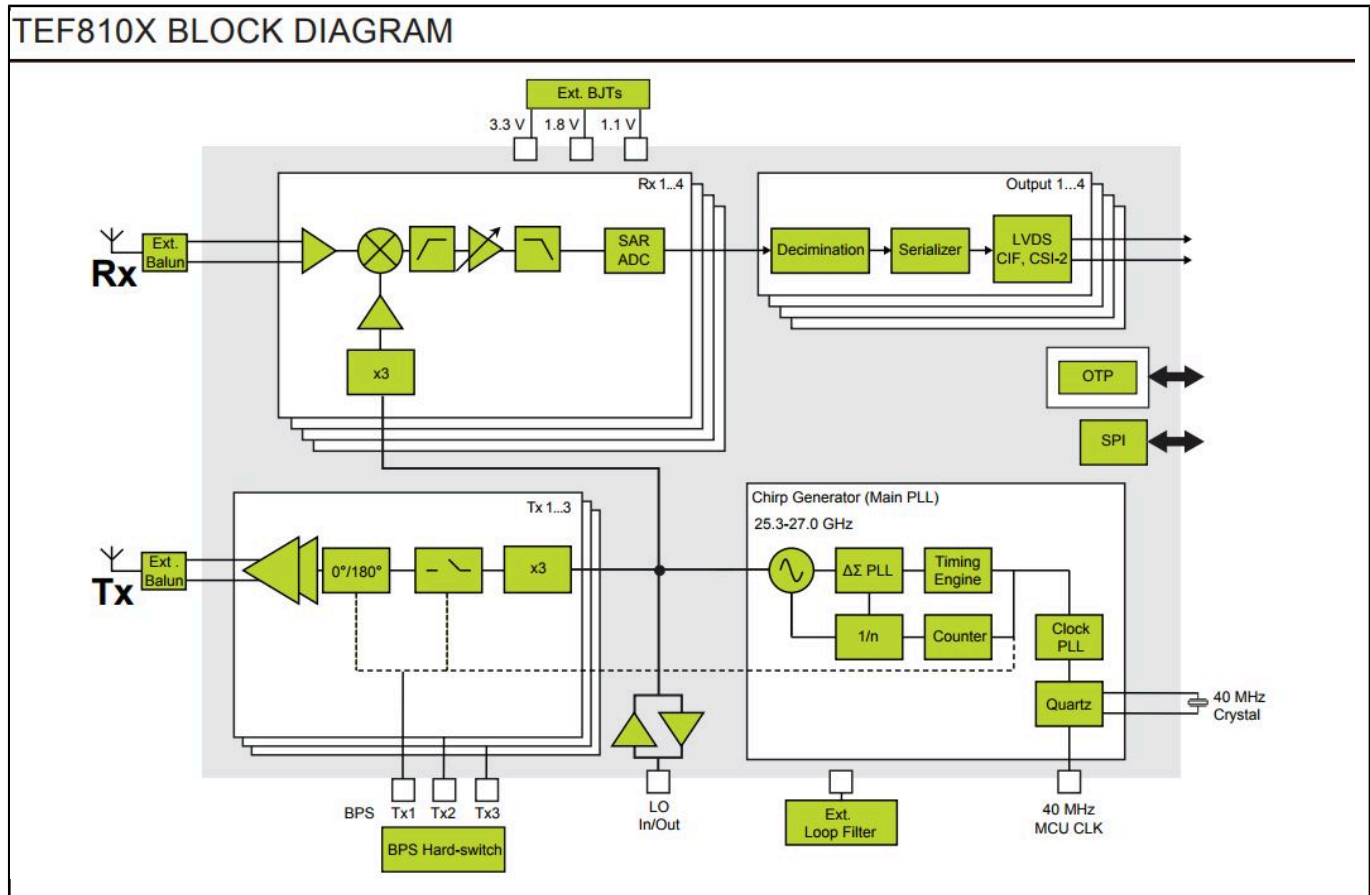 TEF810X BLOCK DIAGRAM
Ext. BJTs
3.3 V
1.8 V
1.1 V
Rx 1...4
Output 1...4
Ext.
Balun
Rx
SAR
ADC
Decimination
Serializer
LVDS
CIF, CSI-2
x3
OTP
SPI
Tx 1...3
Chirp Generator (Main PLL)
25.3-27.0 GHz
Ext .
Balun
Tx
0°/180°
x3
ΔΣ PLL
Timing
Engine
1/n
Counter
Clock
PLL
Quartz
40 MHz
Crystal
BPS
Tx1
Tx2
Tx3
BPS Hard-switch
LO
In/Out
Ext.
Loop Filter
40 MHz
MCU CLK